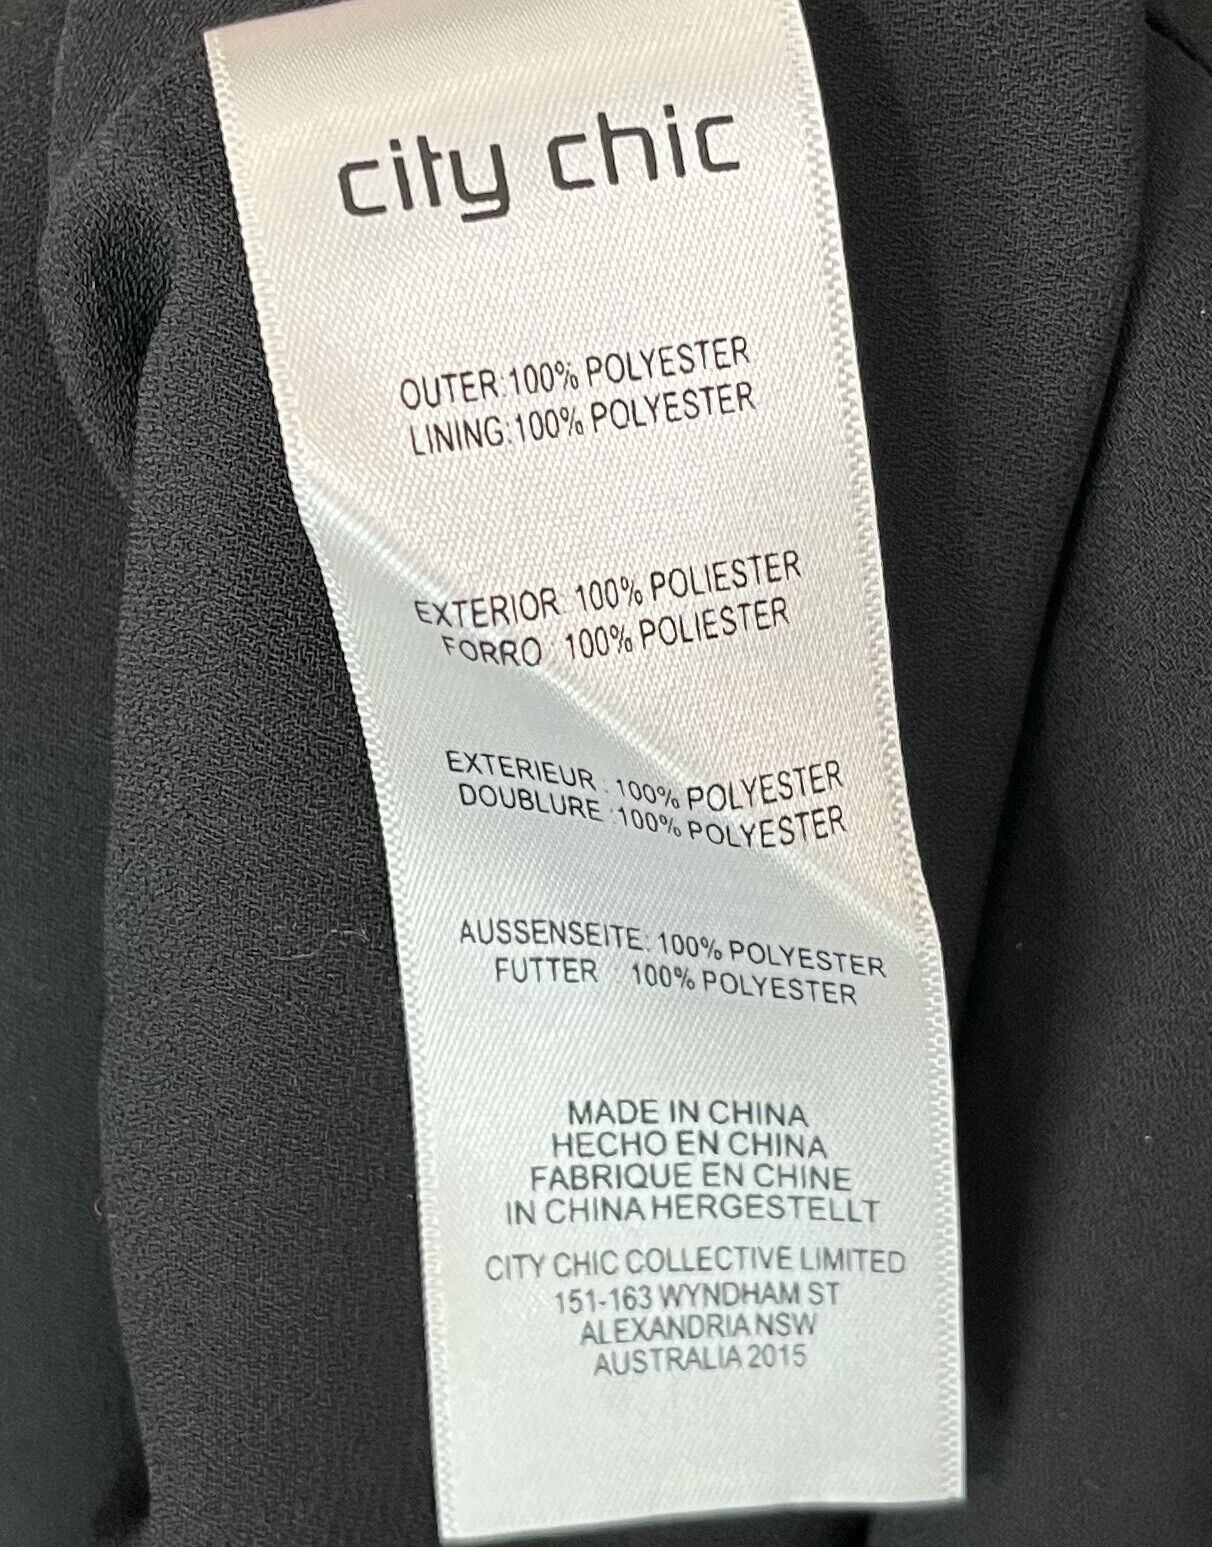 city chic
OUTER:100% POLYESTER
LINING:100% POLYESTER
EXTERIOR: 100% POLIESTER
FORRO : 100% POLIESTER
EXTERIEUR : 100% POLYESTER
DOUBLURE : 100% POLYESTER
AUSSENSEITE: 100% POLYESTER
FUTTER : 100% POLYESTER
MADE IN CHINA
HECHO EN CHINA
FABRIQUE EN CHINE
IN CHINA HERGESTELLT
CITY CHIC COLLECTIVE LIMITED
151-163 WYNDHAM ST
ALEXANDRIA NSW
AUSTRALIA 2015